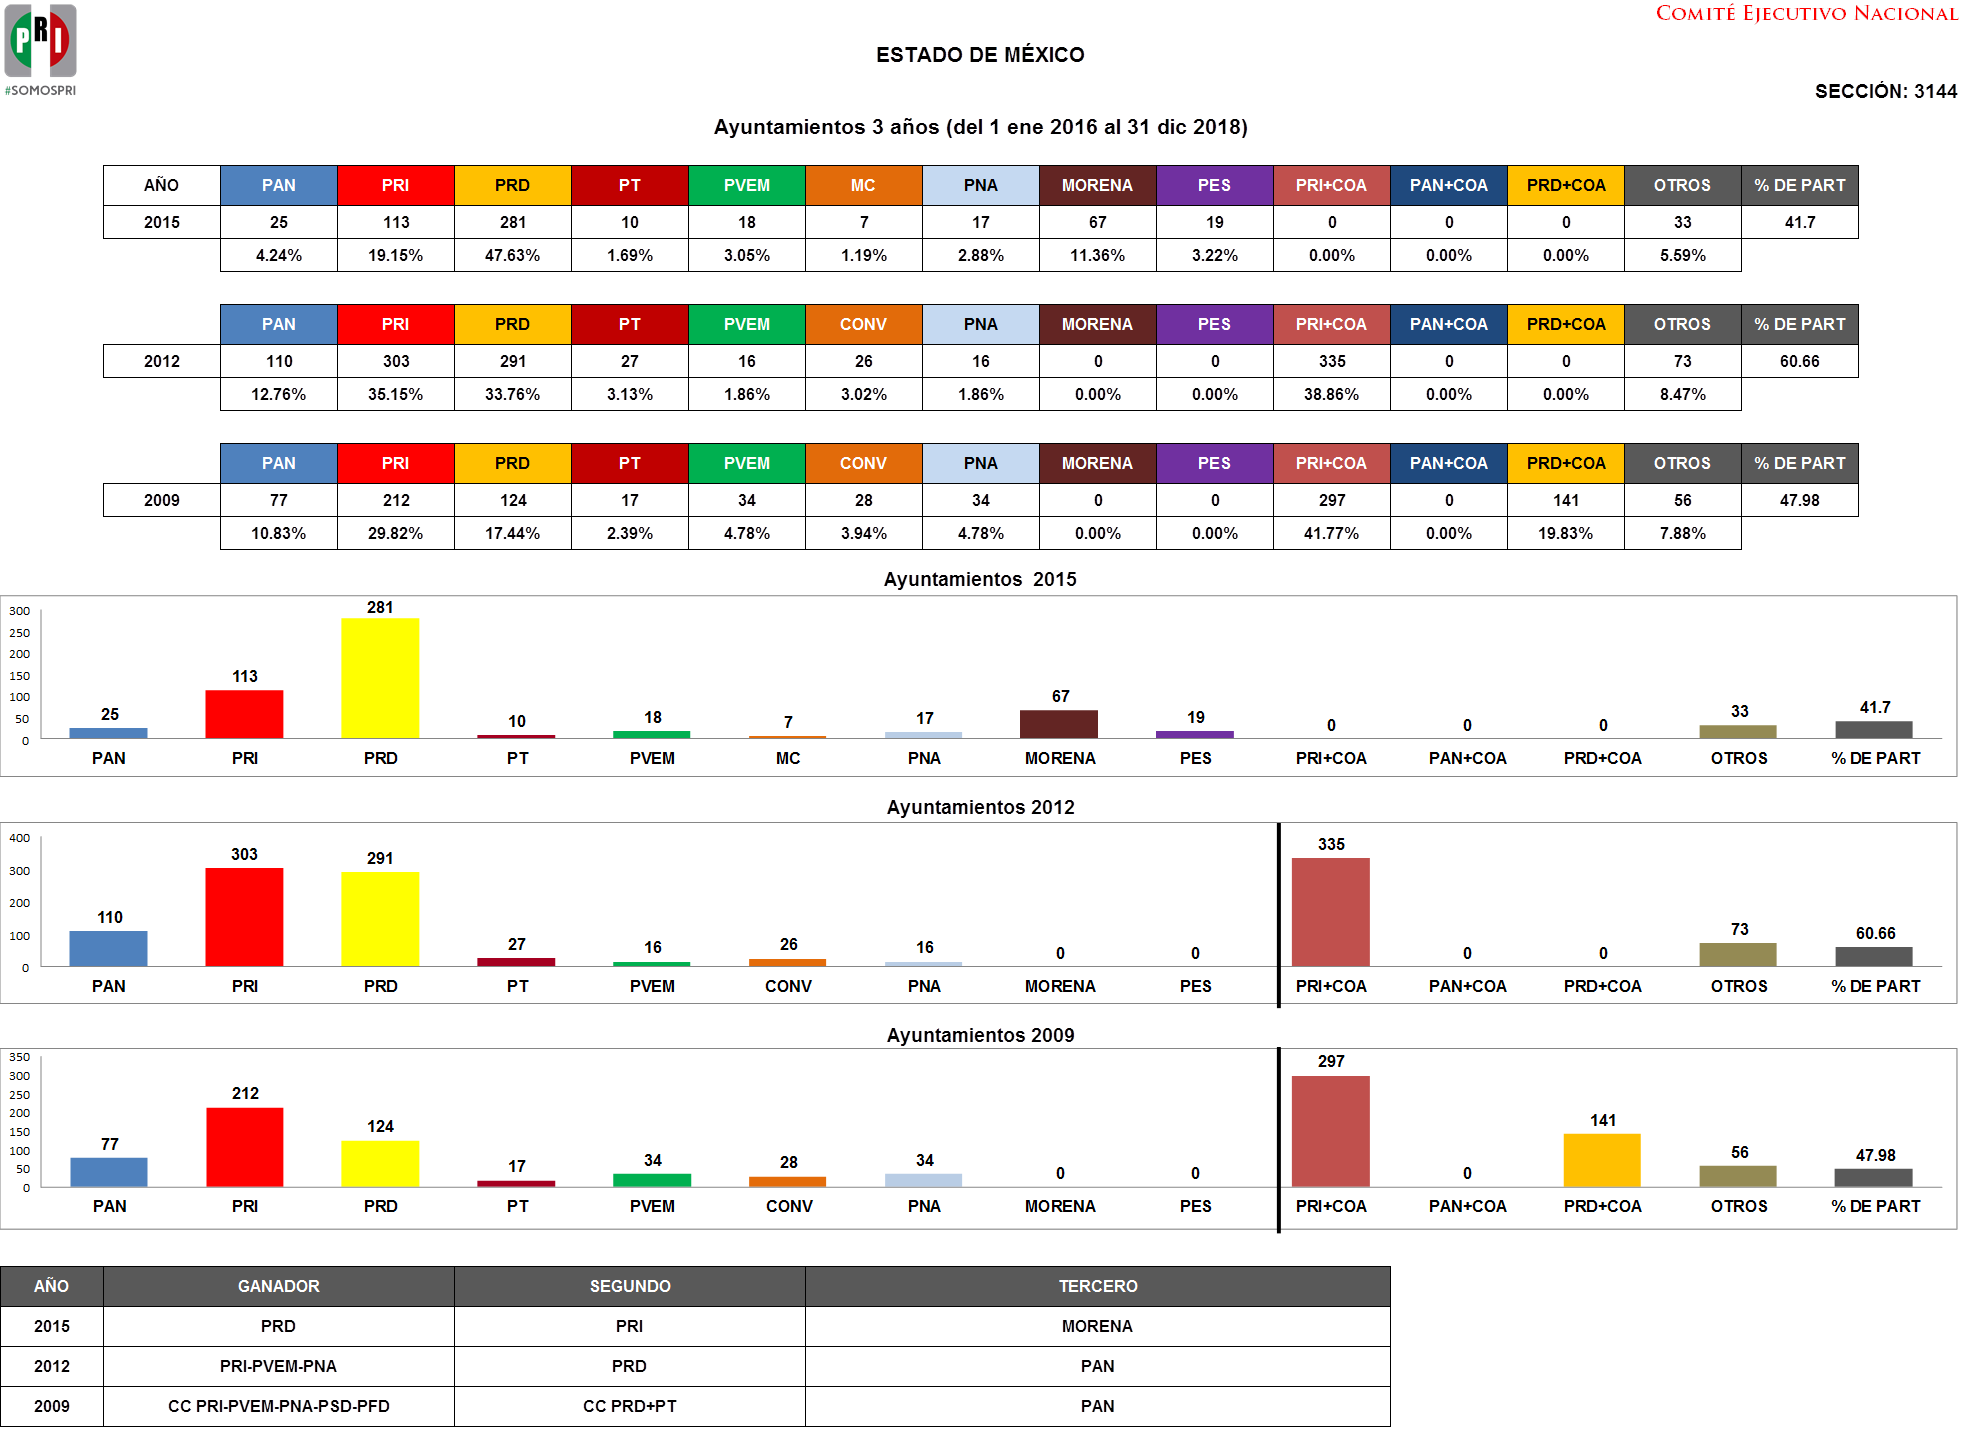 PRI
#SOMOSPRI
COMITÉ EJECUTIVO NACIONAL
ESTADO DE MÉXICO
SECCIÓN: 3144
Ayuntamientos 3 años (del 1 ene 2016 al 31 dic 2018)
AÑO PAN PRI PRD PT PVEM MC PNA MORENA PES PRI+COA PAN+COA PRD+COA OTROS % DE PART
2015 25 113 281 10 18 7 17 67 19 0 0 0 33 41.7
4.24% 19.15% 47.63% 1.69% 3.05% 1.19% 2.88% 11.36% 3.22% 0.00% 0.00% 0.00% 5.59%
PAN PRI PRD PT PVEM CONV PNA MORENA PES PRI+COA PAN+COA PRD+COA OTROS % DE PART
2012 110 303 291 27 16 26 16 0 0 335 0 0 73 60.66
12.76% 35.15% 33.76% 3.13% 1.86% 3.02% 1.86% 0.00% 0.00% 38.86% 0.00% 0.00% 8.47%
PAN PRI PRD PT PVEM CONV PNA MORENA PES PRI+COA PAN+COA PRD+COA OTROS % DE PART
2009 77 212 124 17 34 28 34 0 0 297 0 141 56 47.98
10.83% 29.82% 17.44% 2.39% 4.78% 3.94% 4.78% 0.00% 0.00% 41.77% 0.00% 19.83% 7.88%
Ayuntamientos 2015
300
250
200
150
100
50
0
25 113 281 10 18 7 17 67 19 0 0 0 33 41.7
PAN PRI PRD PT PVEM MC PNA MORENA PES PRI+COA PAN+COA PRD+COA OTROS % DE PART
Ayuntamientos 2012
400
300
200
100
0
110 303 291 27 16 26 16 0 0 335 0 0 73 60.66
PAN PRI PRD PT PVEM CONV PNA MORENA PES PRI+COA PAN+COA PRD+COA OTROS % DE PART
Ayuntamientos 2009
350
300
250
200
150
100
50
0
77 212 124 17 34 28 34 0 0 297 0 141 56 47.98
PAN PRI PRD PT PVEM CONV PNA MORENA PES PRI+COA PAN+COA PRD+COA OTROS % DE PART
AÑO GANADOR SEGUNDO TERCERO
2015 PRD PRI MORENA
2012 PRI-PVEM-PNA PRD PAN
2009 CC PRI-PVEM-PNA-PSD-PFD CC PRD+PT PAN